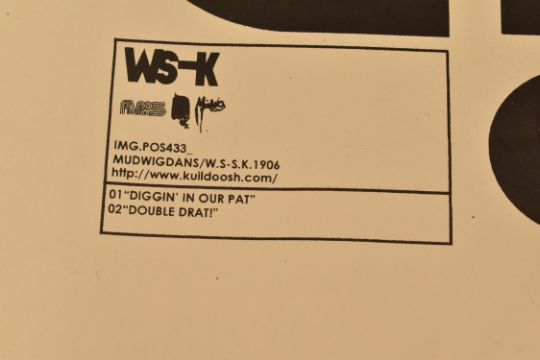 WS-K
IMG.POS433_
MUDWIGDANS/W.S-S.K.1906
http://www.kuildoosh.com/
01"DIGGIN' IN OUR PAT"
02"DOUBLE DRAT!"